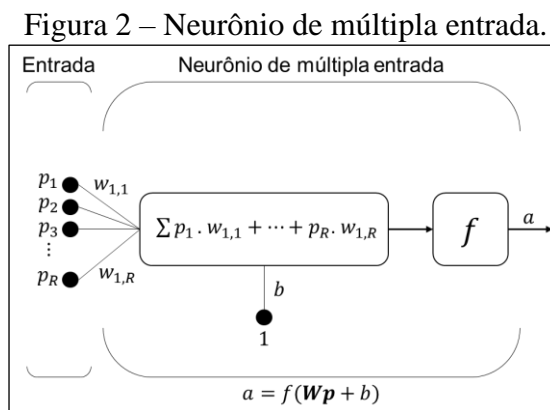 Figura 2 – Neurônio de múltipla entrada.
Entrada
Neurônio de múltipla entrada
p1
w1,1
p2
p3
⋮
pR
w1,R
∑ p1 . w1,1 + ⋯ + pR . w1,R
f
a
b
1
a = f(Wp + b)